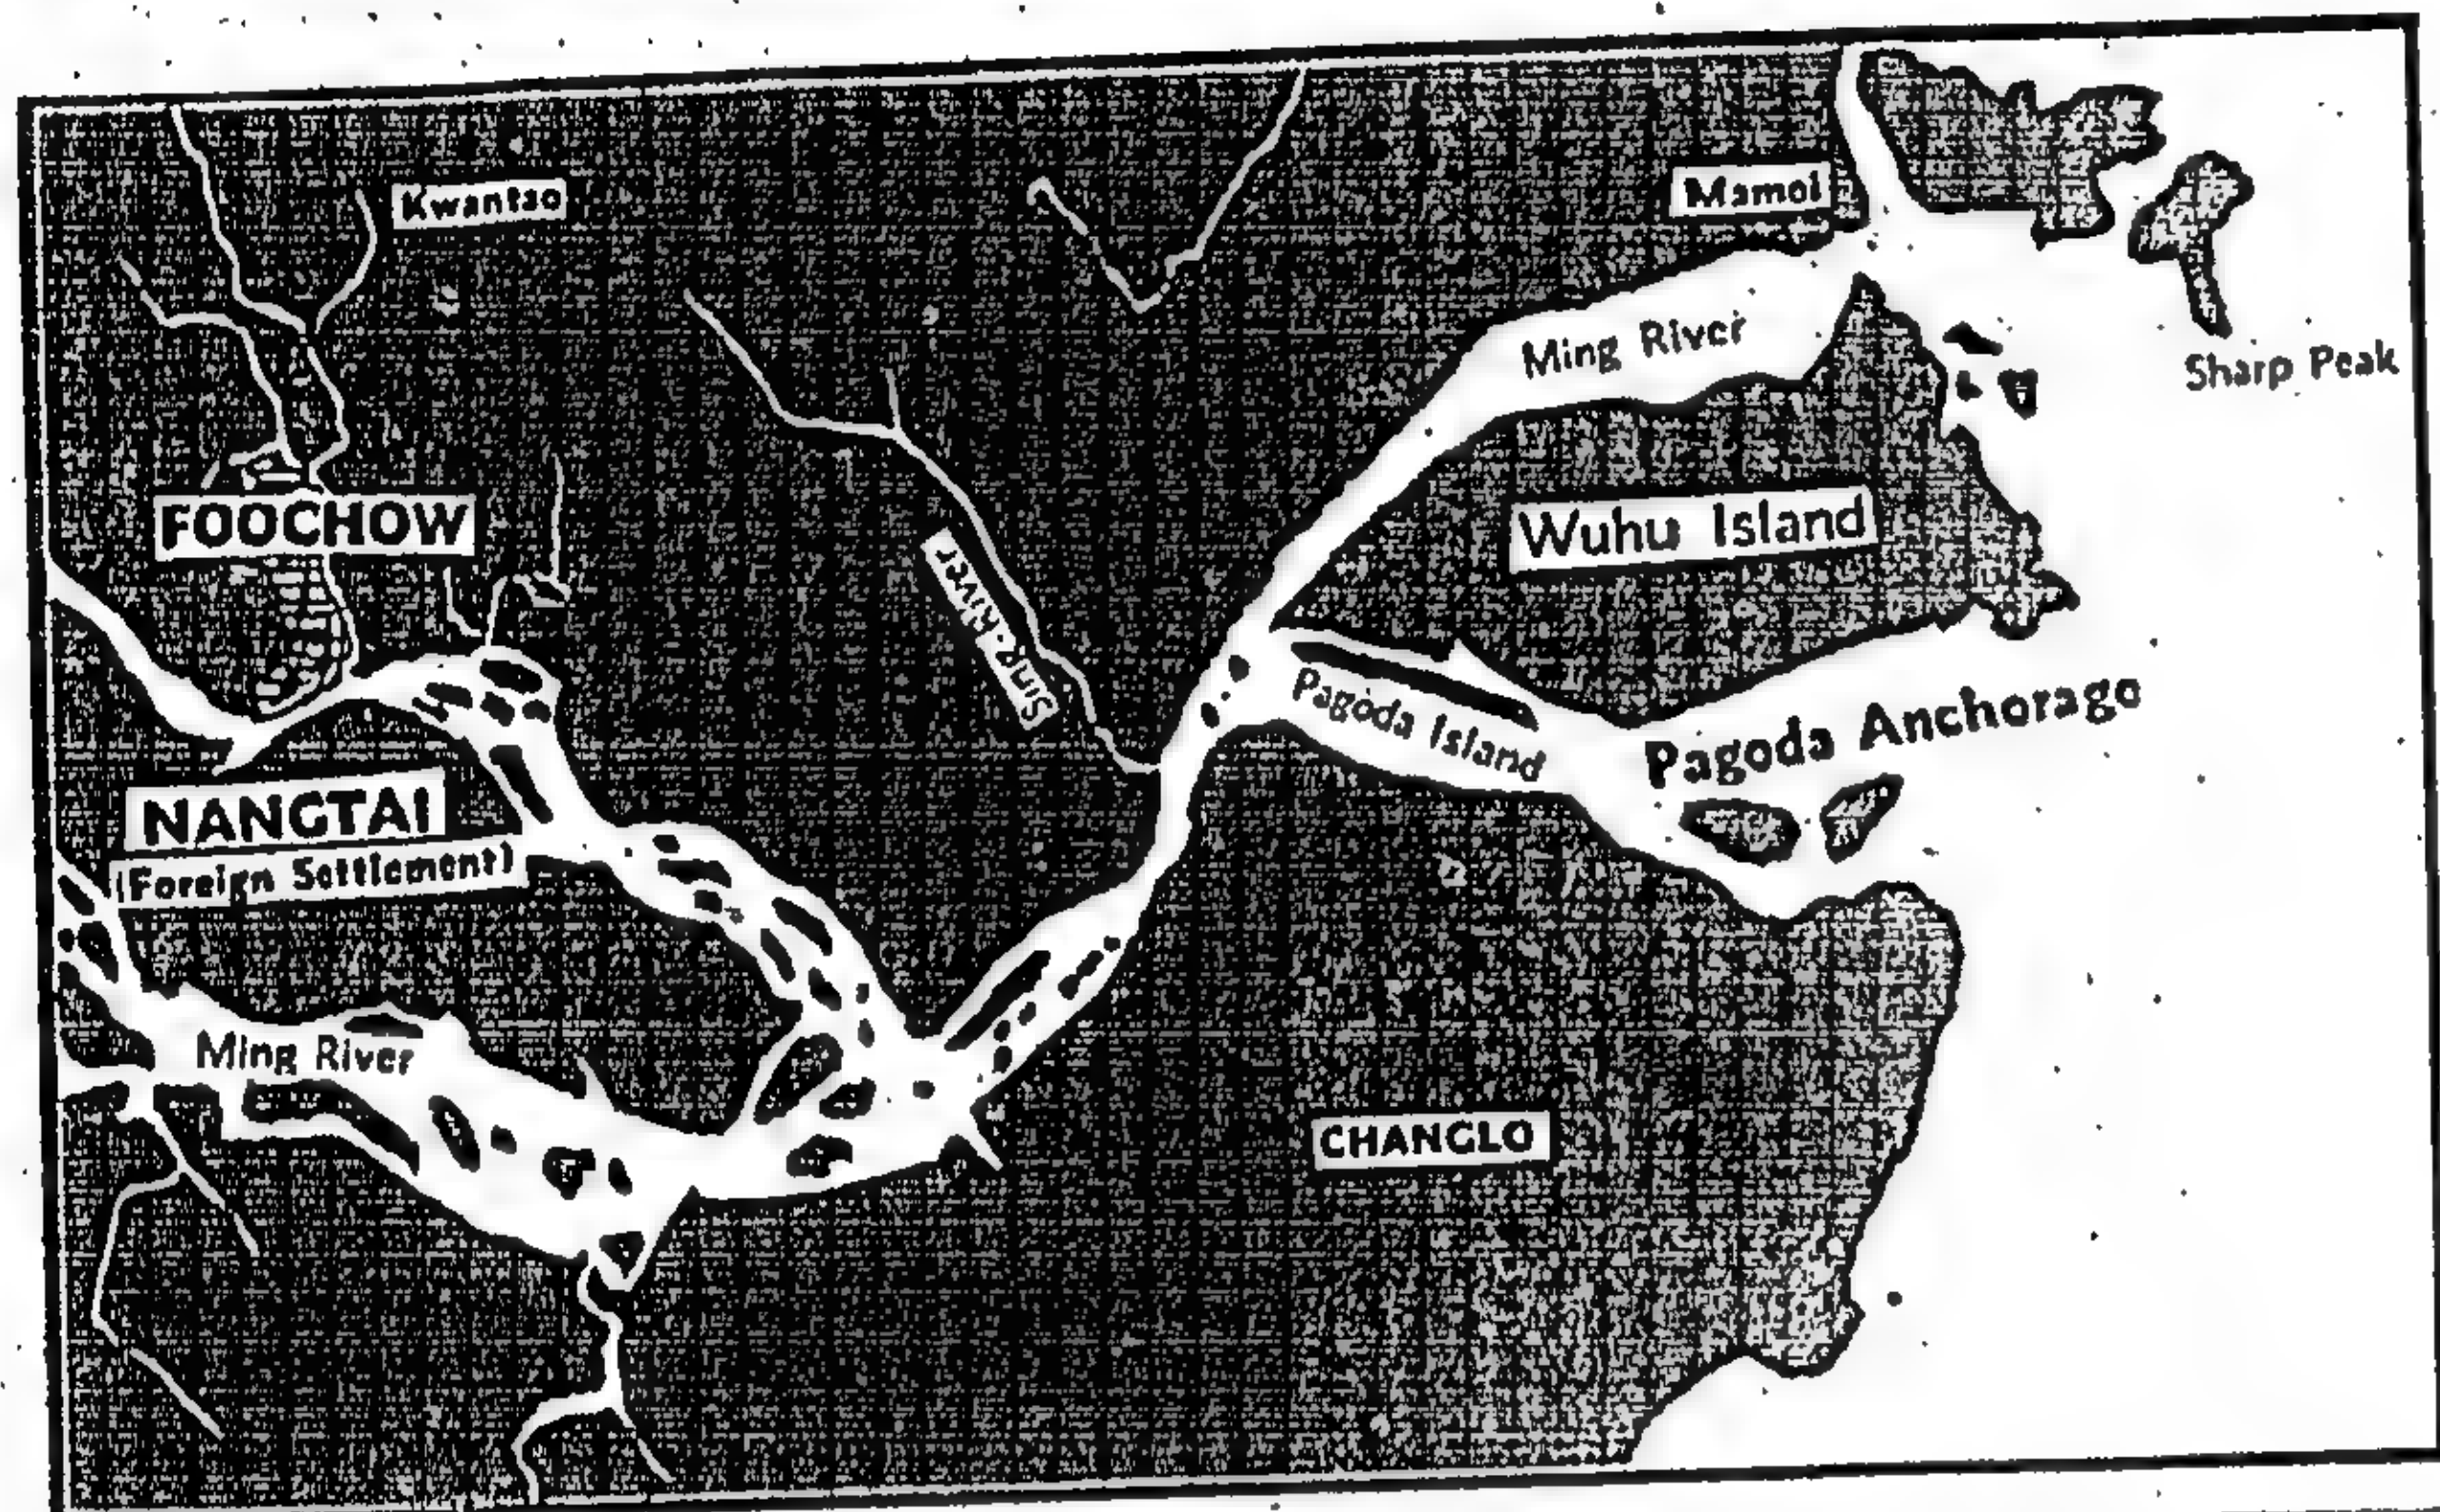 Kwantao
Mamoi
Ming River
Sharp Peak
FOOCHOW
Wuhu Island
Sing River
Pagoda Island
Pagoda Anchorage
NANGTAI
(Foreign Settlement)
Ming River
CHANGLO